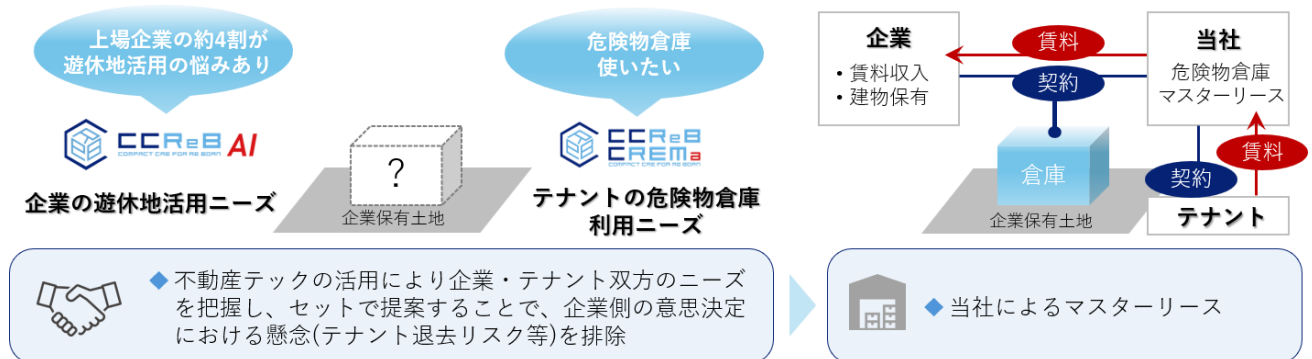 上場企業の約4割が
遊休地活用の悩みあり
CCReB AI
COMPACT CRE FOR RE BORN
企業の遊休地活用ニーズ
?
企業保有土地
危険物倉庫
使いたい
CCReB
CREMa
COMPACT CRE FOR RE BORN
テナントの危険物倉庫
利用ニーズ
企業
• 賃料収入
• 建物保有
賃料
契約
当社
危険物倉庫
マスターリース
倉庫
企業保有土地
契約
賃料
テナント
◆ 不動産テックの活用により企業・テナント双方のニーズ
を把握し、セットで提案することで、企業側の意思決定
における懸念(テナント退去リスク等)を排除
◆ 当社によるマスターリース